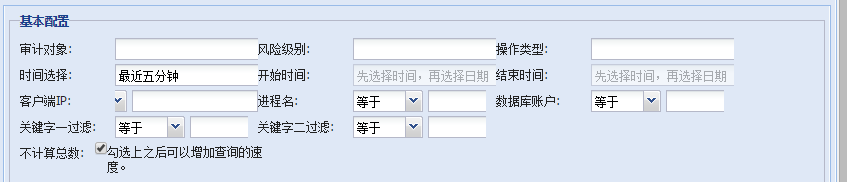 基本配置
审计对象: 风险级别: 操作类型:
时间选择: 最近五分钟 开始时间: 先选择时间，再选择日期 结束时间: 先选择时间，再选择日期
客户端IP: 进程名: 等于 数据库账户: 等于
关键字一过滤: 等于 关键字二过滤: 等于
不计算总数: 勾选上之后可以增加查询的速
度。